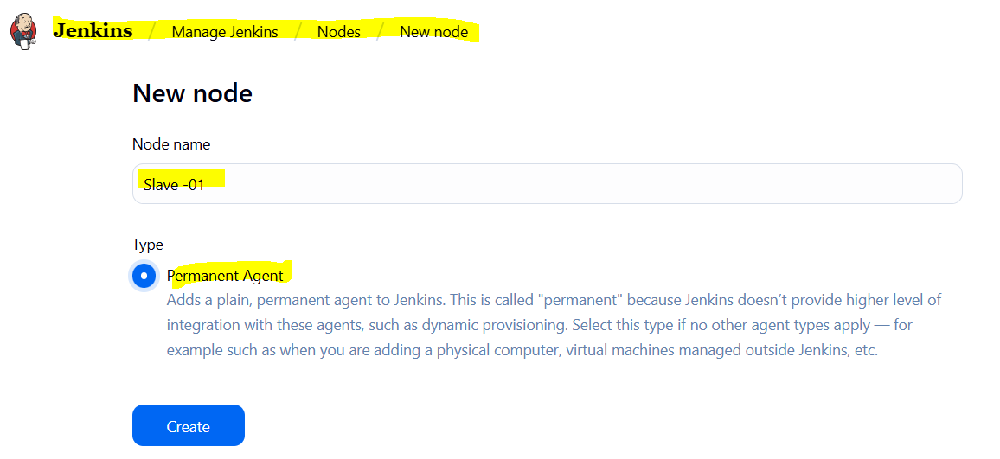 Jenkins / Manage Jenkins / Nodes / New node
New node
Node name
Slave -01
Type
Permanent Agent
Adds a plain, permanent agent to Jenkins. This is called "permanent" because Jenkins doesn’t provide higher level of
integration with these agents, such as dynamic provisioning. Select this type if no other agent types apply — for
example such as when you are adding a physical computer, virtual machines managed outside Jenkins, etc.
Create